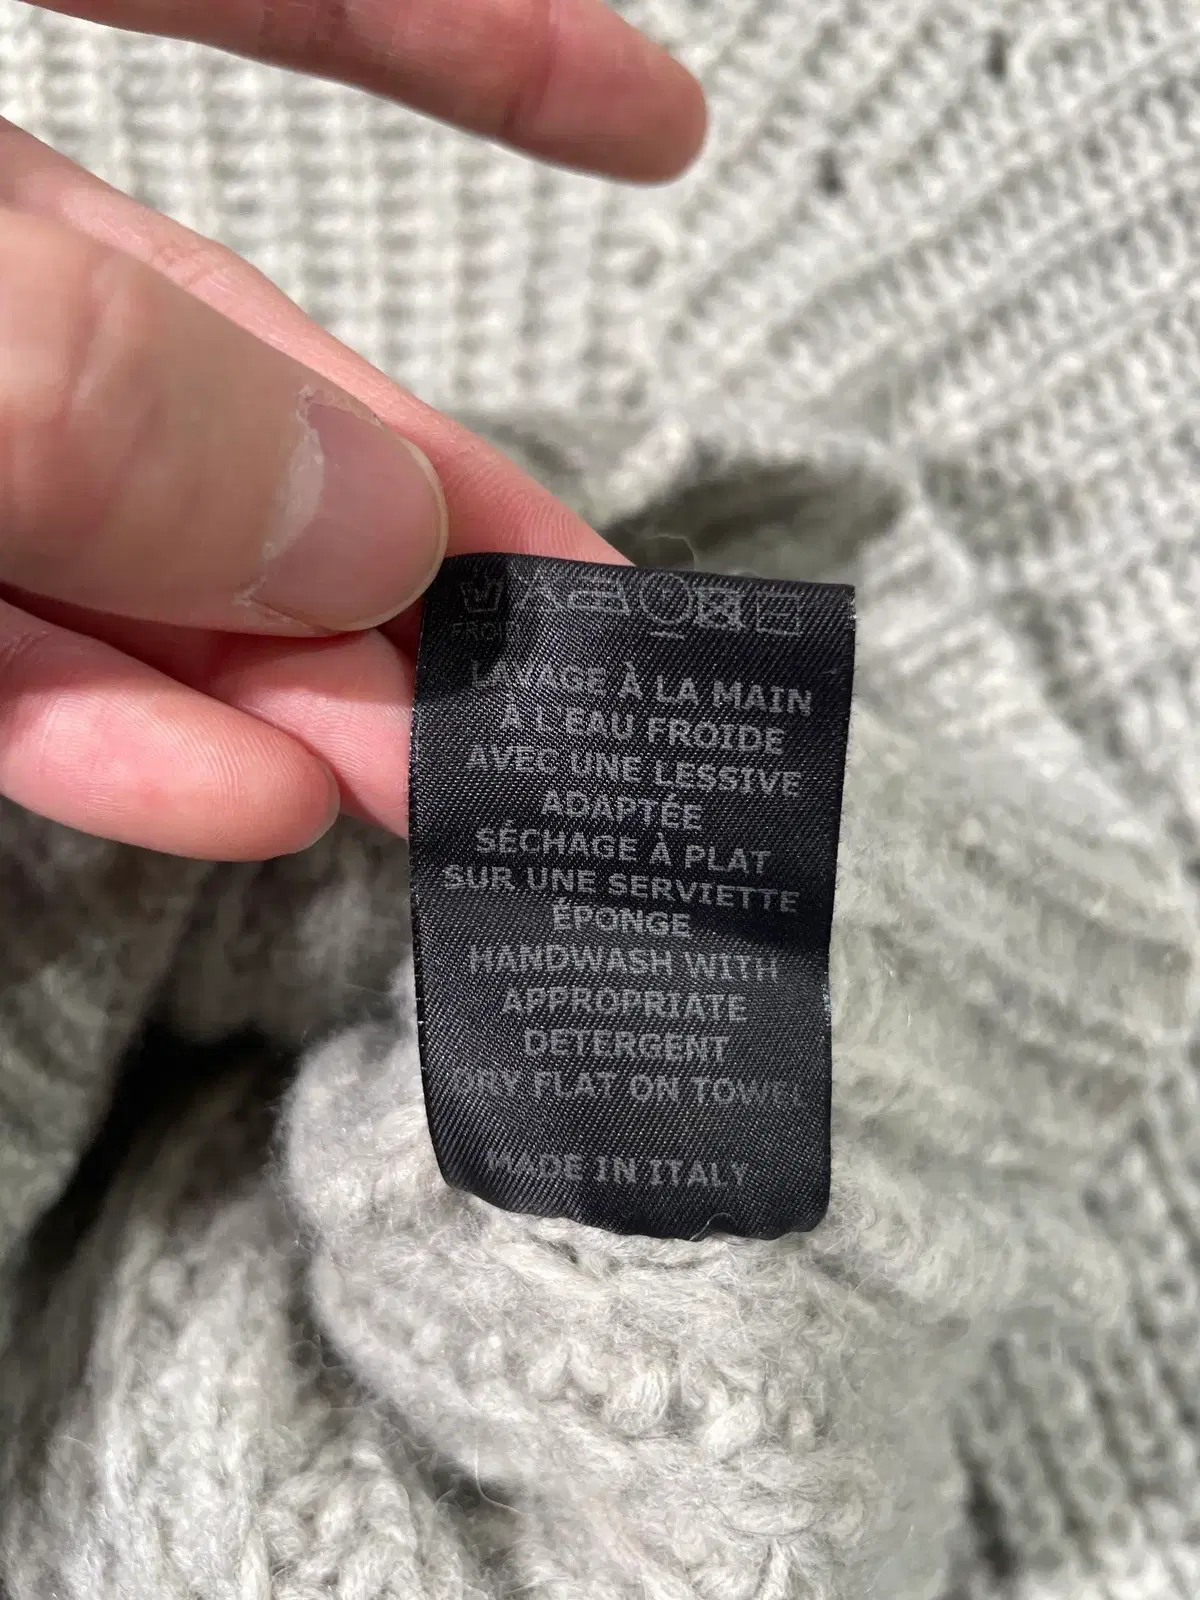 FROID
LAVAGE À LA MAIN
À L EAU FROIDE
AVEC UNE LESSIVE
ADAPTÉE
SÉCHAGE À PLAT
SUR UNE SERVIETTE
ÉPONGE
HANDWASH WITH
APPROPRIATE
DETERGENT
DRY FLAT ON TOWEL
MADE IN ITALY